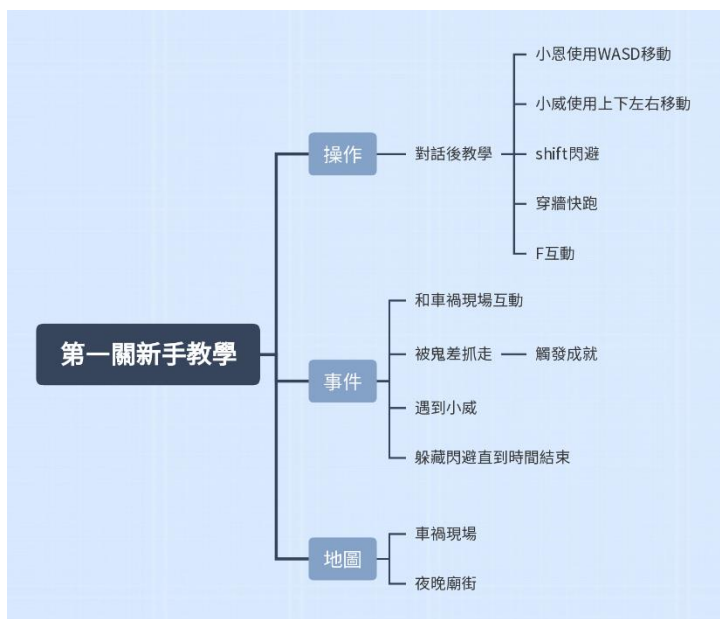 第一關新手教學
操作
對話後教學
小恩使用WASD移動
小威使用上下左右移動
shift閃避
穿牆快跑
F互動
事件
和車禍現場互動
被鬼差抓走
觸發成就
遇到小威
躲藏閃避直到時間結束
地圖
車禍現場
夜晚廟街